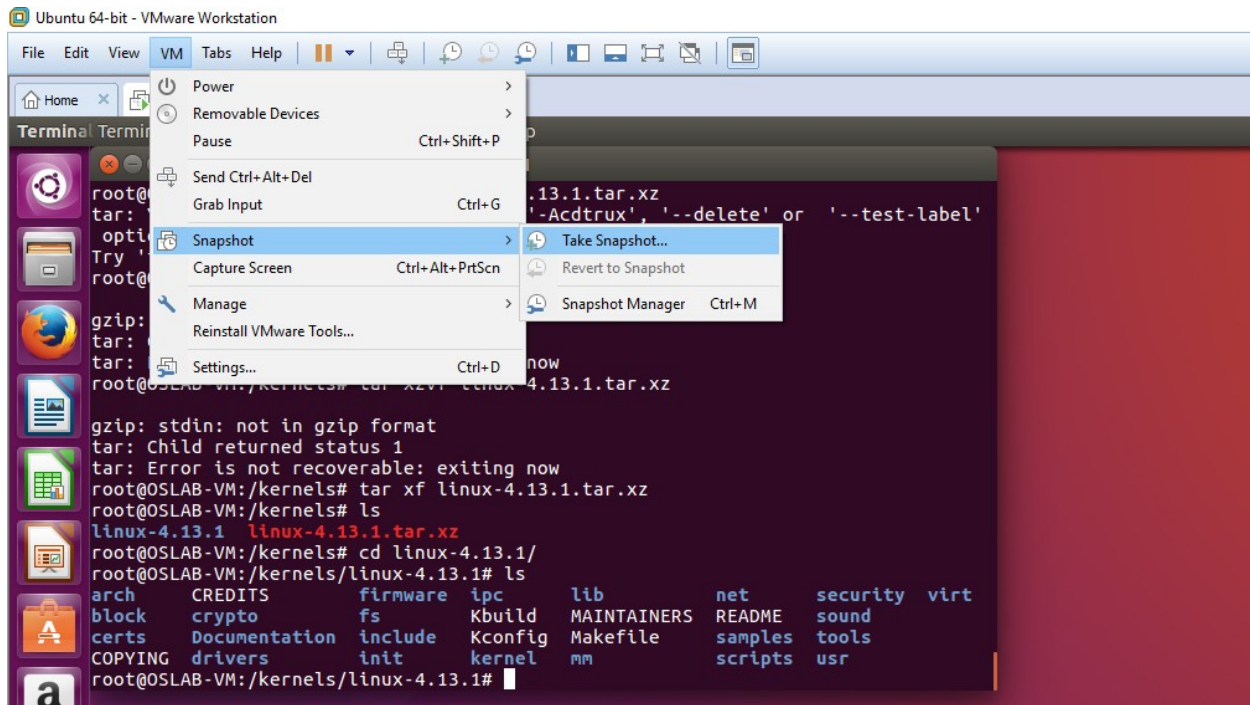 Ubuntu 64-bit - VMware Workstation
File Edit View VM Tabs Help
Home
Terminal Termin
Power
Removable Devices
Pause Ctrl+Shift+P
Send Ctrl+Alt+Del
Grab Input Ctrl+G
Snapshot
Capture Screen Ctrl+Alt+PrtScn
Manage
Reinstall VMware Tools...
Settings... Ctrl+D
Take Snapshot...
Revert to Snapshot
Snapshot Manager Ctrl+M
root@ .13.1.tar.xz
tar: '-Acdtrux', '--delete' or '--test-label'
opti
Try '
root@
gzip:
tar:
tar: now
root@OSLAB-VM:/kernels# tar xzvf linux-4.13.1.tar.xz
gzip: stdin: not in gzip format
tar: Child returned status 1
tar: Error is not recoverable: exiting now
root@OSLAB-VM:/kernels# tar xf linux-4.13.1.tar.xz
root@OSLAB-VM:/kernels# ls
linux-4.13.1 linux-4.13.1.tar.xz
root@OSLAB-VM:/kernels# cd linux-4.13.1/
root@OSLAB-VM:/kernels/linux-4.13.1# ls
arch CREDITS firmware ipc lib net security virt
block crypto fs Kbuild MAINTAINERS README sound
certs Documentation include Kconfig Makefile samples tools
COPYING drivers init kernel mm scripts usr
root@OSLAB-VM:/kernels/linux-4.13.1#